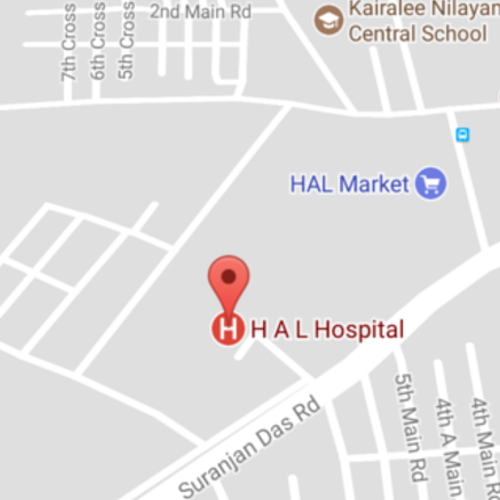 2nd Main Rd
Kairalee Nilayan
Central School
7th Cross
6th Cross
5th Cross
HAL Market
H
H A L Hospital
Suranjan Das Rd
5th Main Rd
4th A Main
4th Main R